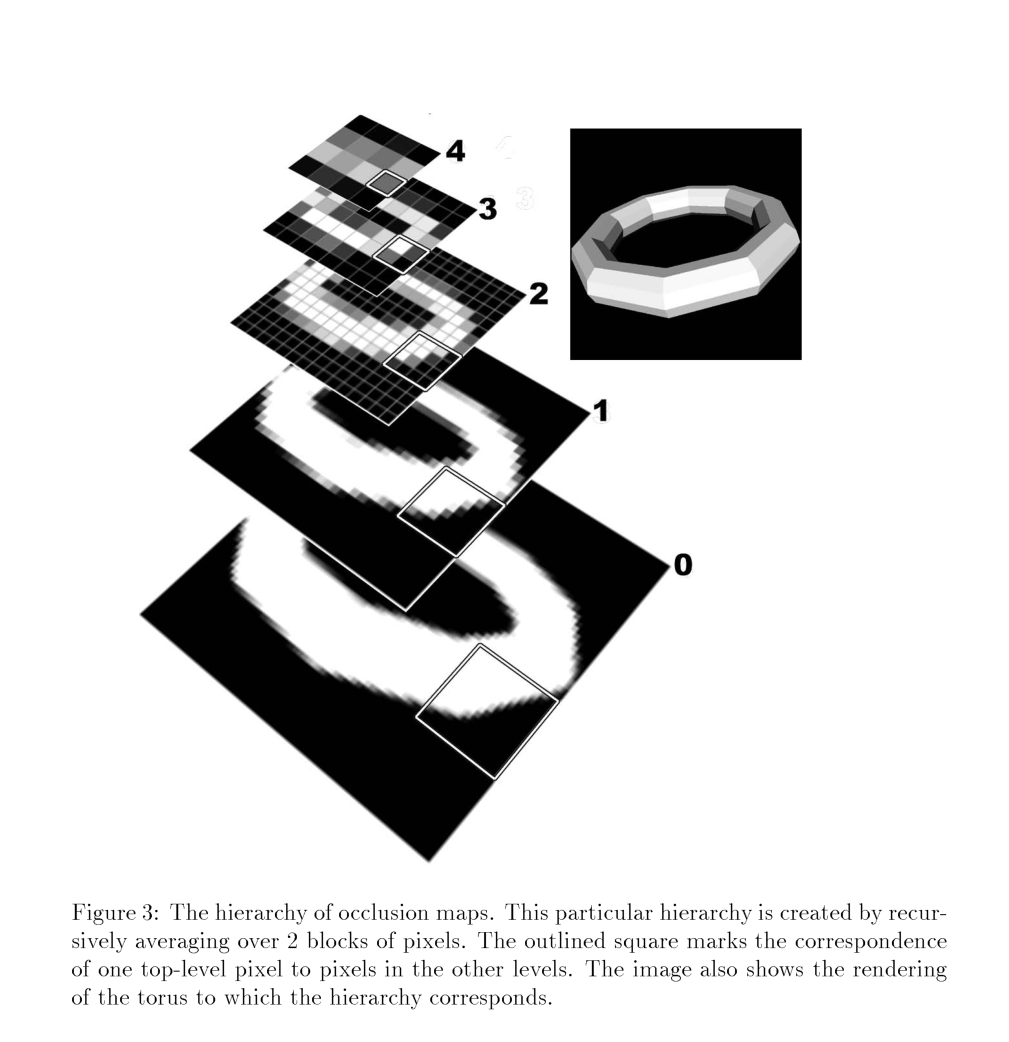 4
3
2
1
0
Figure 3: The hierarchy of occlusion maps. This particular hierarchy is created by recur-
sively averaging over 2 blocks of pixels. The outlined square marks the correspondence
of one top-level pixel to pixels in the other levels. The image also shows the rendering
of the torus to which the hierarchy corresponds.